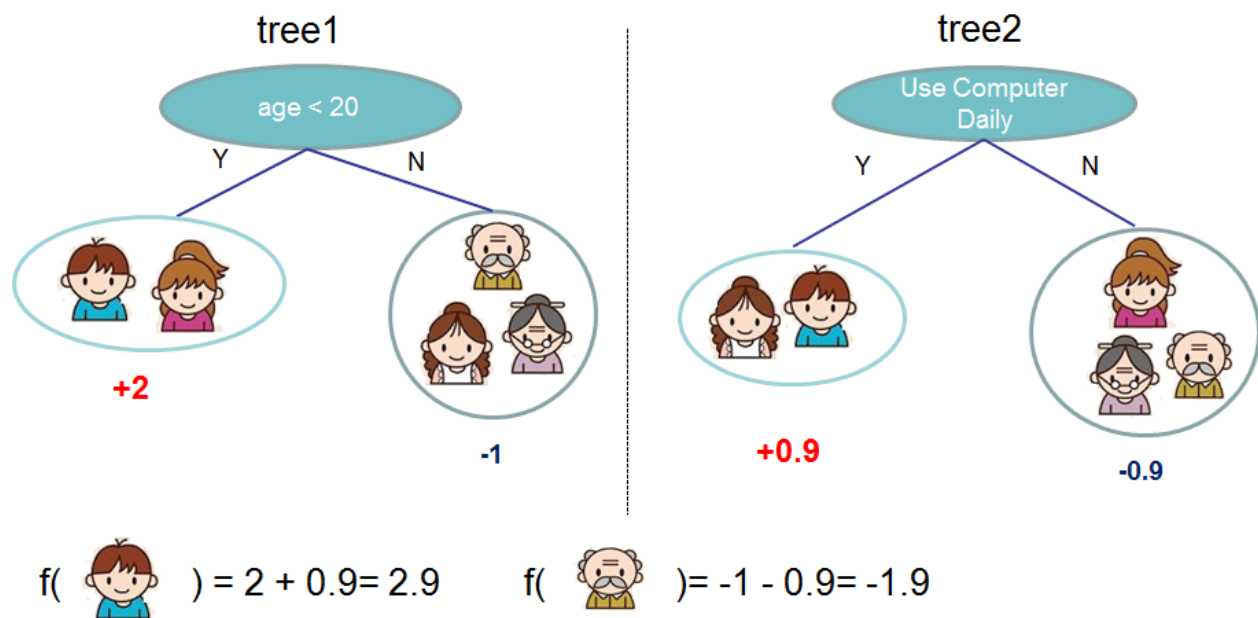 tree1
age < 20
Y
N
+2
-1
tree2
Use Computer
Daily
Y
N
+0.9
-0.9
f( ) = 2 + 0.9= 2.9
f( )= -1 - 0.9= -1.9